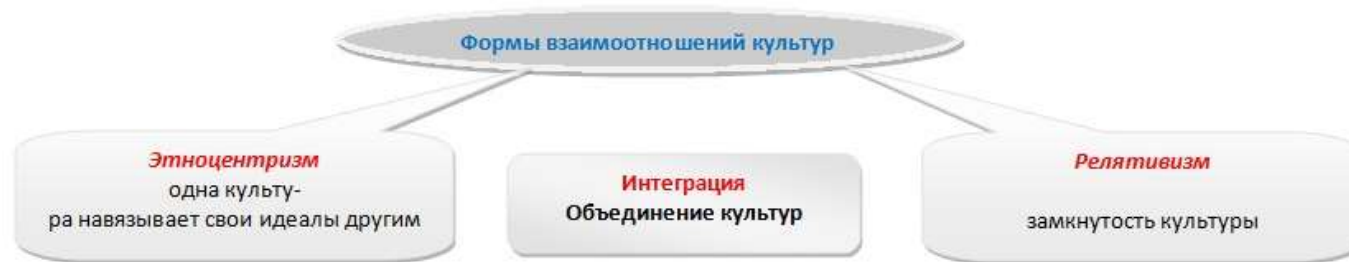 Формы взаимоотношений культур
Этноцентризм
одна культу-
ра навязывает свои идеалы другим
Интеграция
Объединение культур
Релятивизм
замкнутость культуры